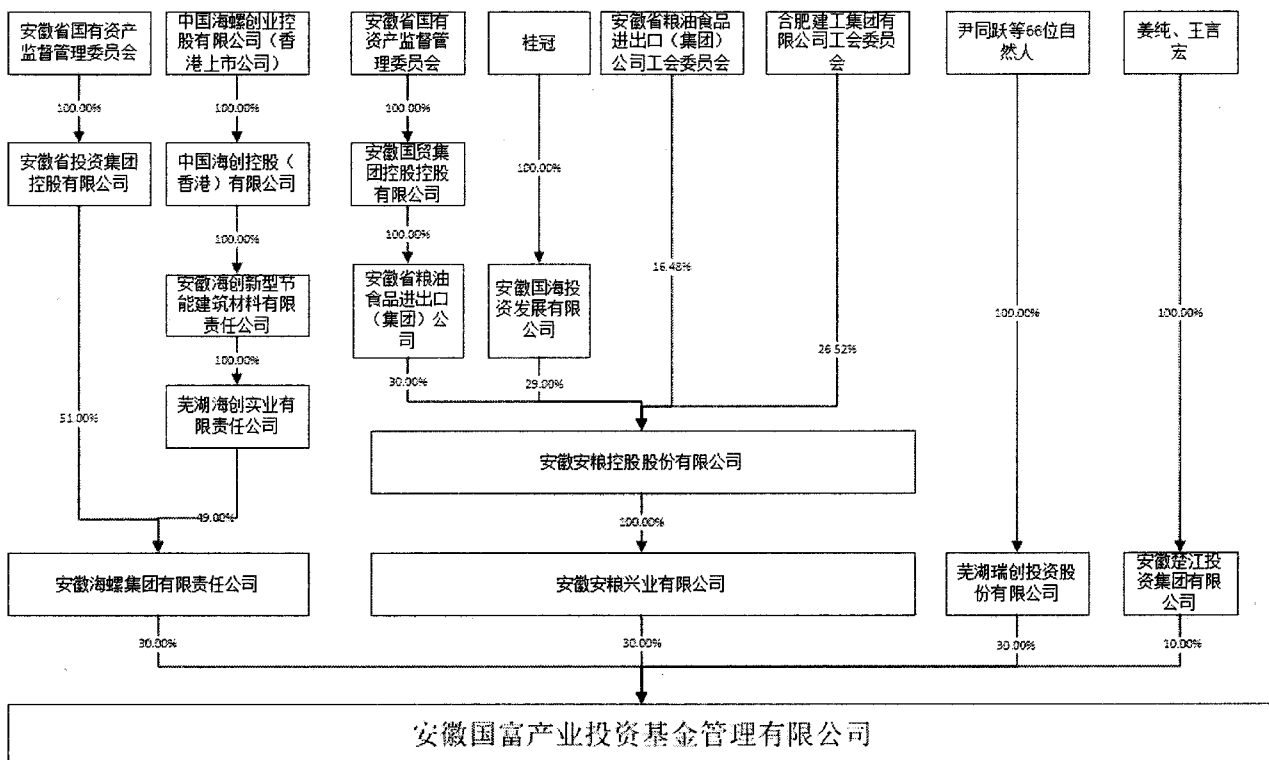 安徽省国有资产
监督管理委员会
中国海螺创业控
股有限公司（香
港上市公司）
安徽省国有
资产监督管
理委员会
桂冠
安徽省粮油食品
进出口（集团）
公司工会委员会
合肥建工集团有
限公司工会委员
会
尹同跃等66位自
然人
姜纯、王言
宏
100.00%
100.00%
100.00%
100.00%
16.48%
26.52%
100.00%
100.00%
安徽省投资集团
控股有限公司
中国海创控股（
香港）有限公司
安徽国贸集
团控股控股
有限公司
100.00%
100.00%
安徽海创新型节
能建筑材料有限
责任公司
安徽省粮油
食品进出口
（集团）公
司
安徽国海投
资发展有限
公司
100.00%
30.00%
29.00%
芜湖海创实业有
限责任公司
51.00%
49.00%
安徽安粮控股股份有限公司
100.00%
安徽海螺集团有限责任公司
安徽安粮兴业有限公司
芜湖瑞创投资股
份有限公司
安徽楚江投
资集团有限
公司
30.00%
30.00%
30.00%
10.00%
安徽国富产业投资基金管理有限公司